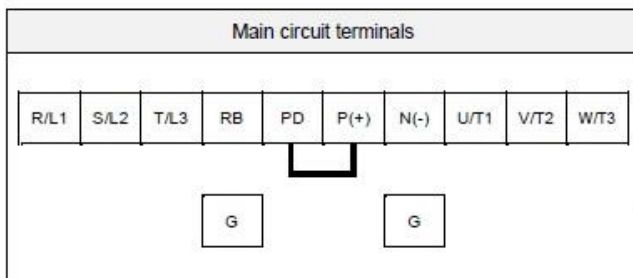 Main circuit terminals
R/L1 S/L2 T/L3 RB PD P(+) N(-) U/T1 V/T2 W/T3
G G